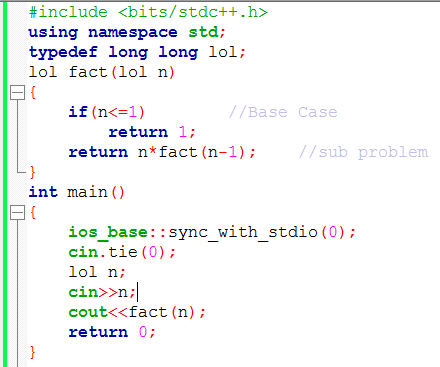 #include <bits/stdc++.h>
using namespace std;
typedef long long lol;
lol fact(lol n)
{
    if(n<=1)        //Base Case
        return 1;
    return n*fact(n-1);    //sub problem
}
int main()
{
    ios_base::sync_with_stdio(0);
    cin.tie(0);
    lol n;
    cin>>n;
    cout<<fact(n);
    return 0;
}